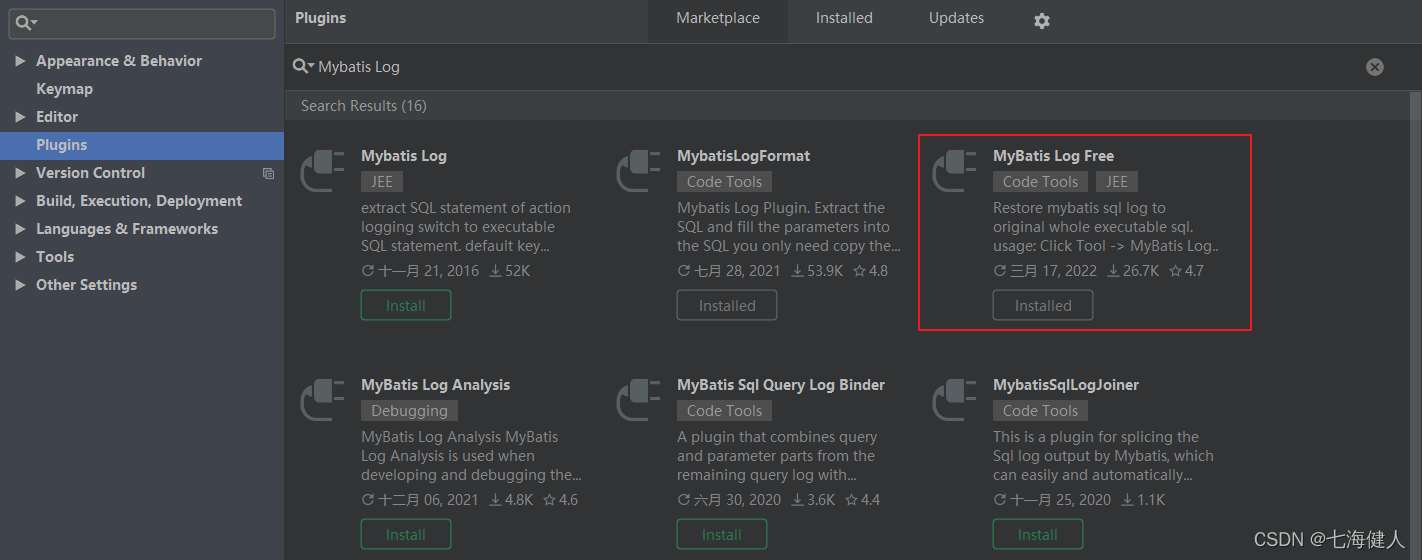 Plugins
Marketplace
Installed
Updates
Appearance & Behavior
Keymap
Editor
Plugins
Version Control
Build, Execution, Deployment
Languages & Frameworks
Tools
Other Settings
Mybatis Log
Search Results (16)
Mybatis Log
JEE
extract SQL statement of action
logging switch to executable
SQL statement. default key...
十一月 21, 2016 52K
Install
MybatisLogFormat
Code Tools
Mybatis Log Plugin. Extract the
SQL and fill the parameters into
the SQL you only need copy the...
七月 28, 2021 53.9K 4.8
Installed
MyBatis Log Free
Code Tools JEE
Restore mybatis sql log to
original whole executable sql.
usage: Click Tool -> MyBatis Log..
三月 17, 2022 26.7K 4.7
Installed
MyBatis Log Analysis
Debugging
MyBatis Log Analysis MyBatis
Log Analysis is used when
developing and debugging the...
十二月 06, 2021 4.8K 4.6
Install
MyBatis Sql Query Log Binder
Code Tools
A plugin that combines query
and parameter parts from the
remaining query log with...
六月 30, 2020 3.6K 4.4
Install
MybatisSqlLogJoiner
Code Tools
This is a plugin for splicing the
Sql log output by Mybatis, which
can easily and automatically...
十一月 25, 2020 1.1K
Install
CSDN @七海健人